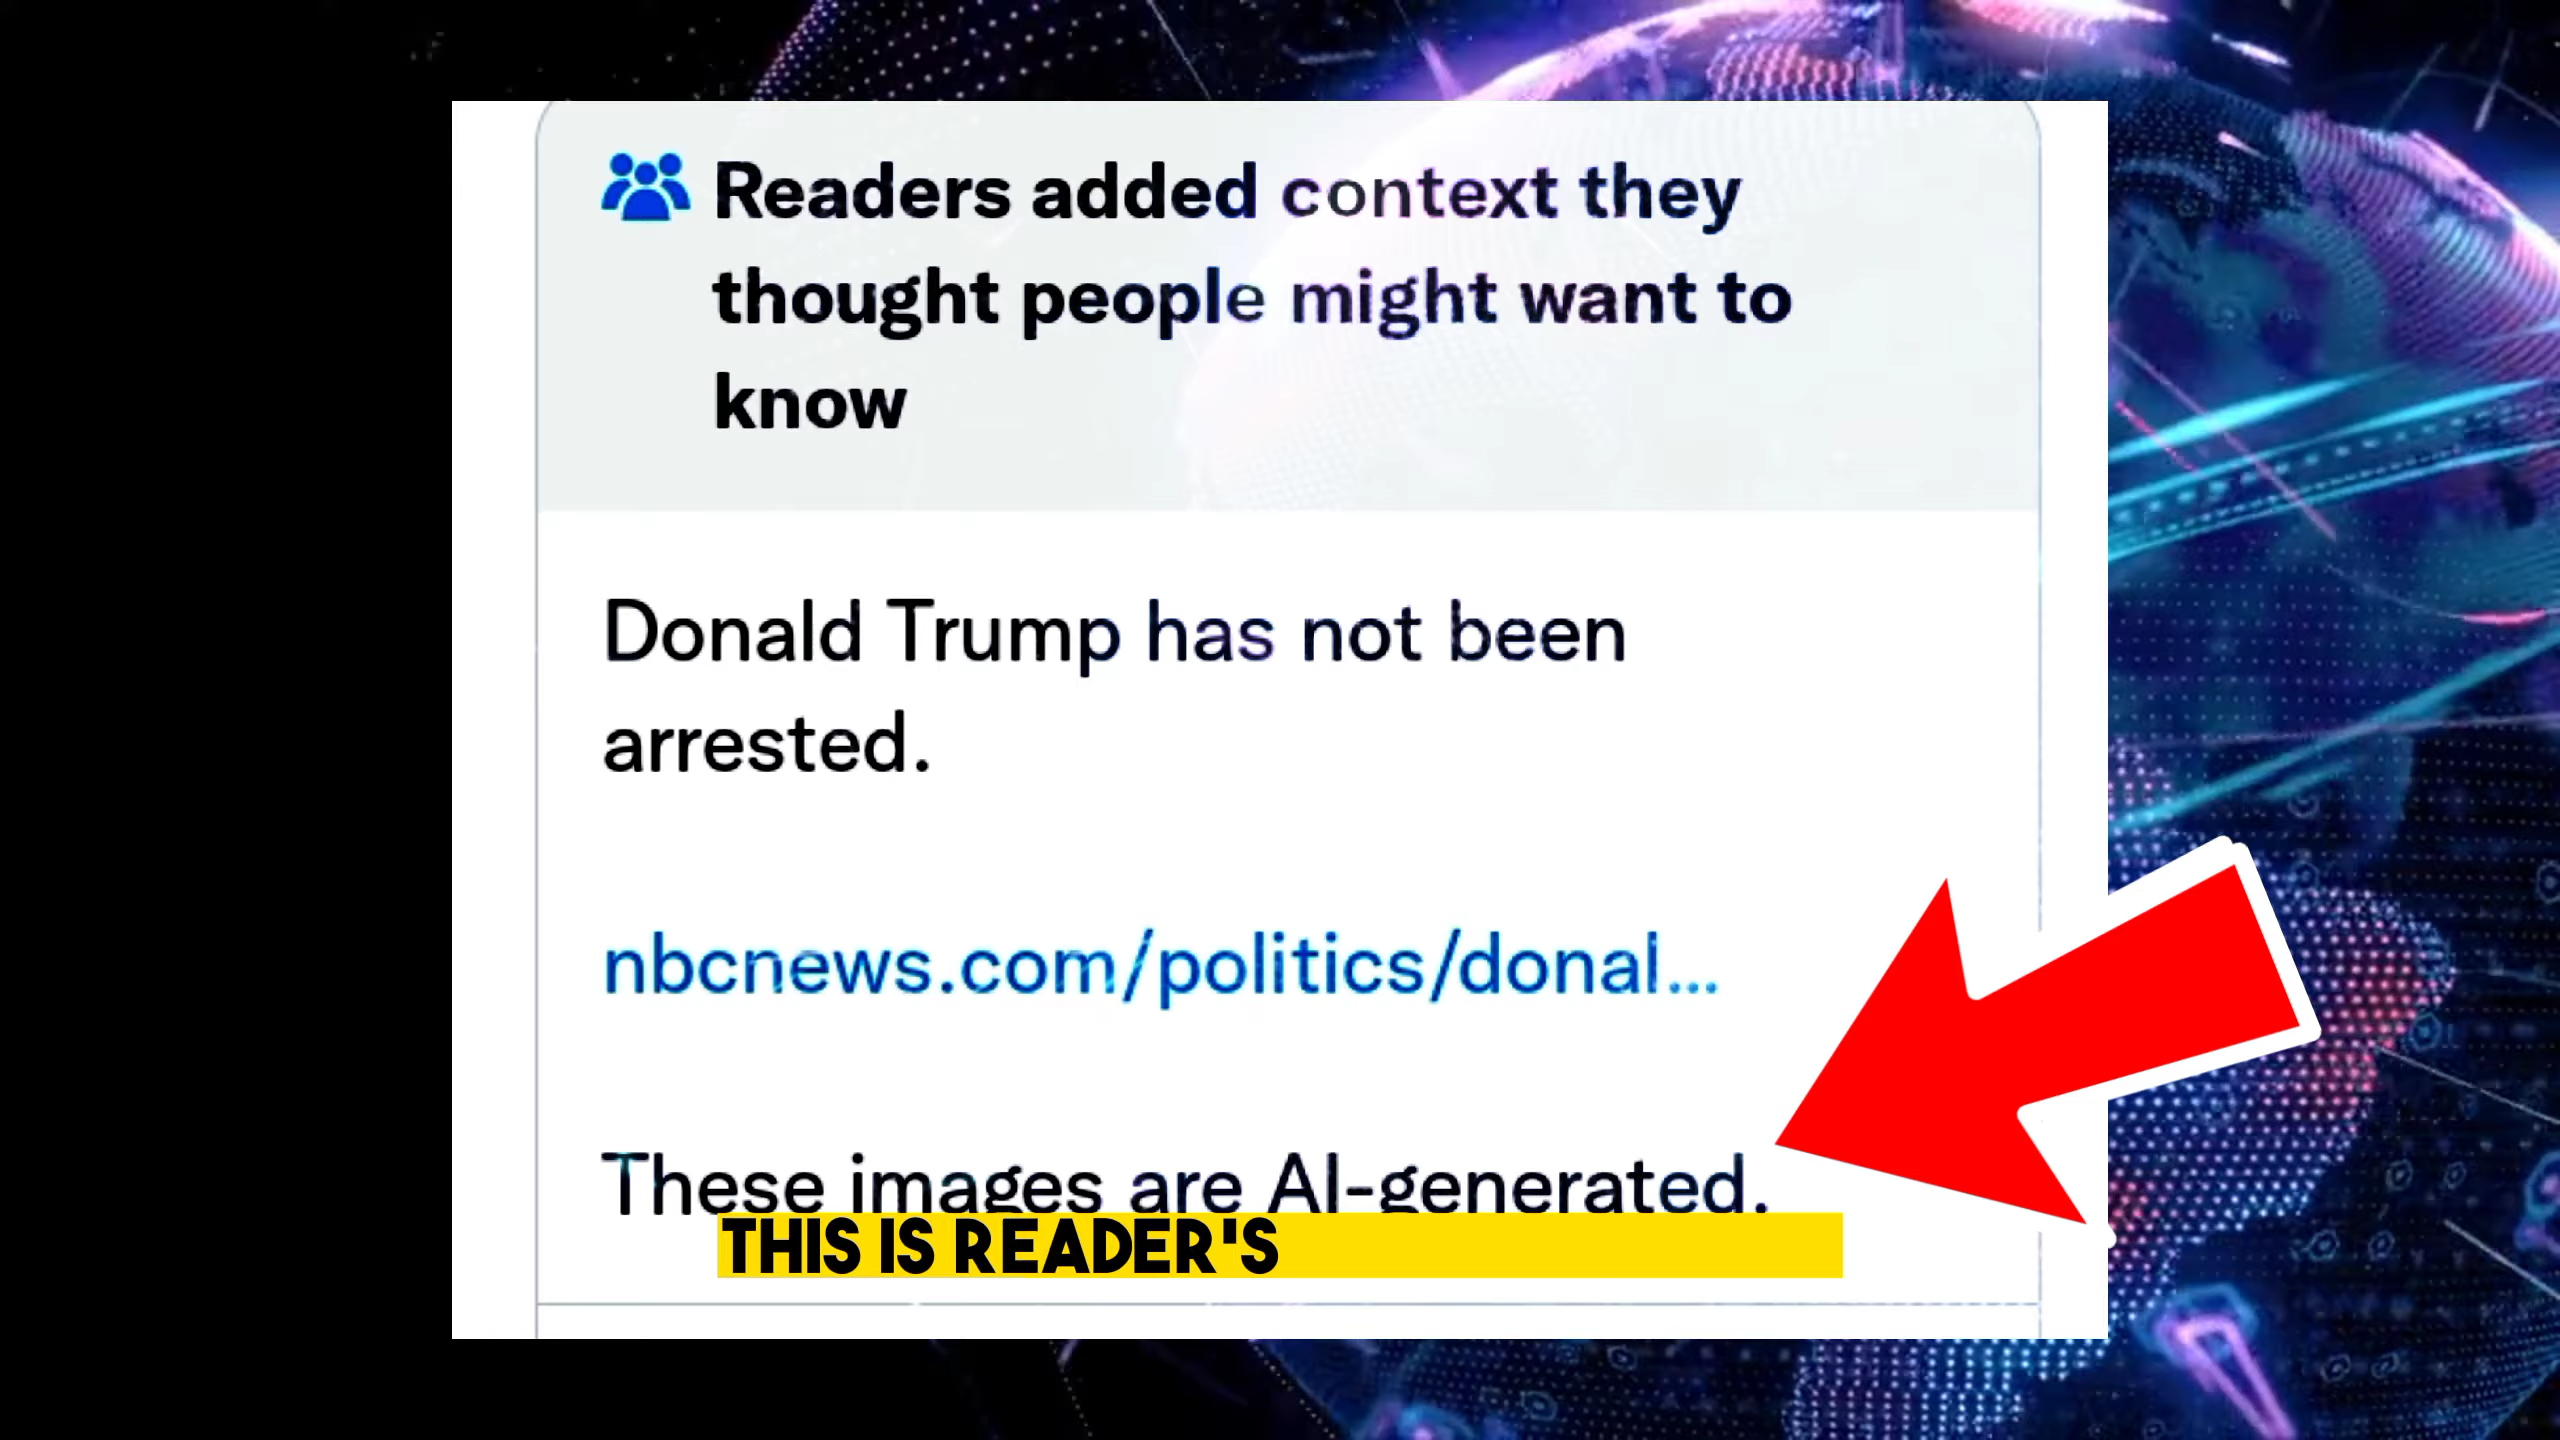 Readers added context they
thought people might want to
know
Donald Trump has not been
arrested.
nbcnews.com/politics/donal...
These images are AI-generated.
THIS IS READER'S